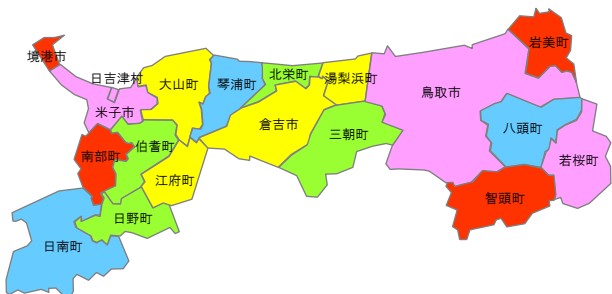 岩美町
境港市
日吉津村
大山町
琴浦町
北栄町
湯梨浜町
鳥取市
米子市
倉吉市
三朝町
八頭町
伯耆町
南部町
若桜町
江府町
智頭町
日野町
日南町